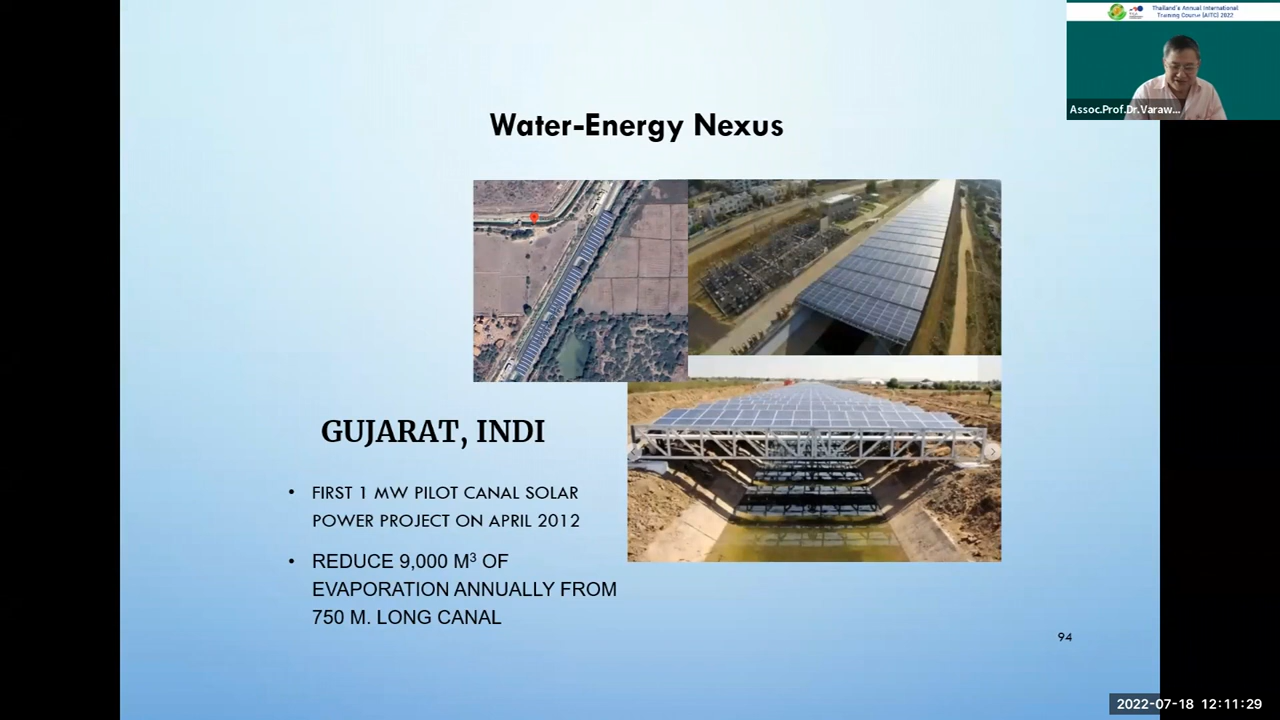 Thailand's Annual International
Training Course (AITC) 2022
Assoc.Prof.Dr.Varaw...
Water-Energy Nexus
GUJARAT, INDI
• FIRST 1 MW PILOT CANAL SOLAR
POWER PROJECT ON APRIL 2012
• REDUCE 9,000 M³ OF
EVAPORATION ANNUALLY FROM
750 M. LONG CANAL
94
2022-07-18 12:11:29